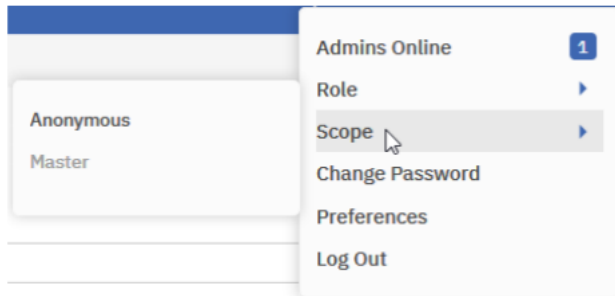 Admins Online 1
Role
Scope
Change Password
Preferences
Log Out
Anonymous
Master